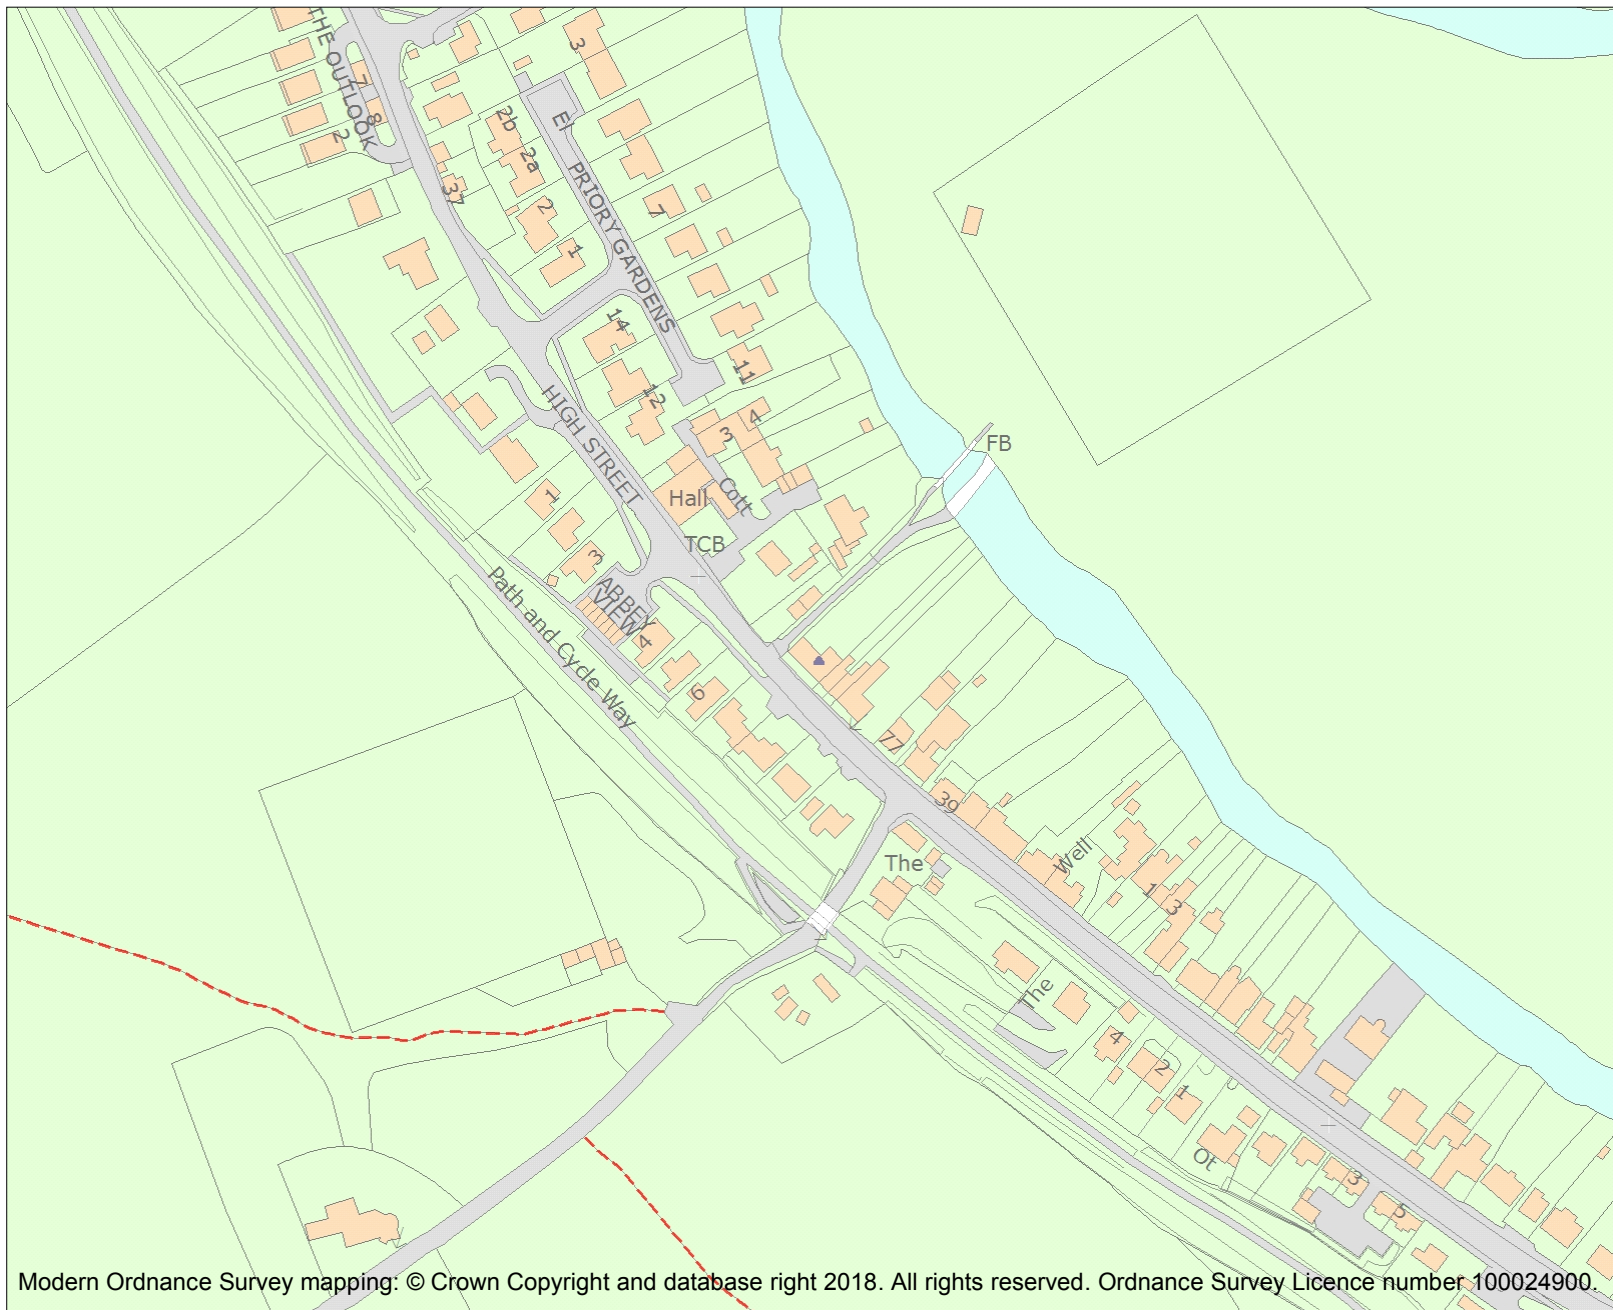 THE OUTLOOK
7
8
2
3
El
2b
2a
37
2
1
PRIORY GARDENS
7
14
12
11
HIGH STREET
4
3
FB
Hall
Cott
1
TCB
3
ABBEY
VIEW
4
Path and Cycle Way
6
77
39
The
Well
1
3
The
4
2
1
Ot
3
5
Modern Ordnance Survey mapping: © Crown Copyright and database right 2018. All rights reserved. Ordnance Survey Licence number 100024900.